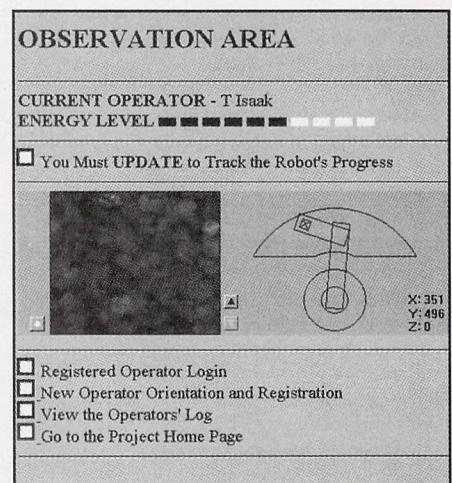 OBSERVATION AREA
CURRENT OPERATOR - T Isaak
ENERGY LEVEL
You Must UPDATE to Track the Robot's Progress
X: 351
Y: 496
Z: 0
Registered Operator Login
New Operator Orientation and Registration
View the Operators' Log
Go to the Project Home Page